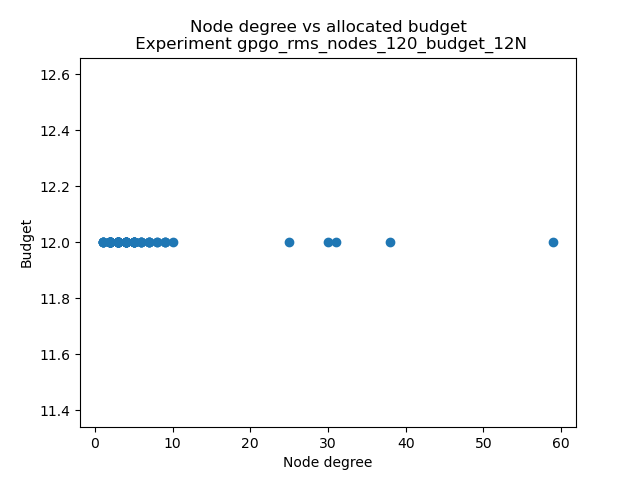 Node degree vs allocated budget
Experiment gpgo_rms_nodes_120_budget_12N
12.6
12.4
12.2
12.0
11.8
11.6
11.4
Budget
0 10 20 30 40 50 60
Node degree